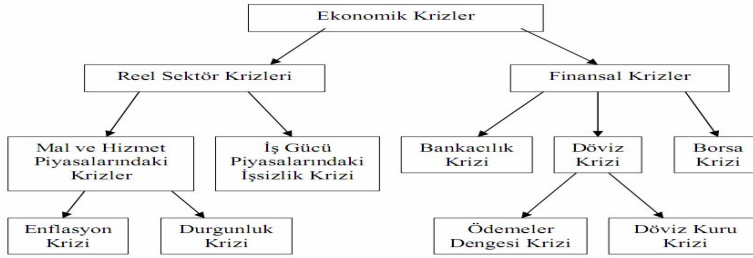 Ekonomik Krizler
Reel Sektör Krizleri
Finansal Krizler
Mal ve Hizmet
Piyasalarındaki
Krizler
İş Gücü
Piyasalarındaki
İşsizlik Krizi
Bankacılık
Krizi
Döviz
Krizi
Borsa
Krizi
Enflasyon
Krizi
Durgunluk
Krizi
Ödemeler
Dengesi Krizi
Döviz Kuru
Krizi